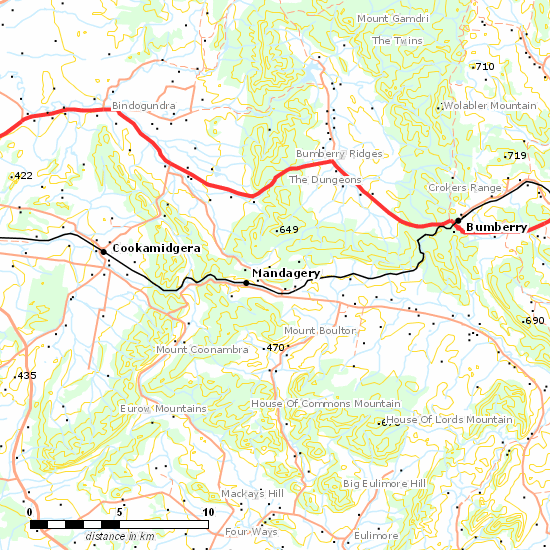 Mount Gamdri
The Twins
710
Bindogundra
Wolabler Mountain
Bumberry Ridges
719
422
The Dungeons
Crokers Range
649
Bumberry
Cookamidgera
Mandagery
690
Mount Boultor
Mount Coonambra
470
435
Eurow Mountains
House Of Commons Mountain
House Of Lords Mountain
Big Eulimore Hill
Mackays Hill
0 5 10
distance in km
Four Ways
Eulimore